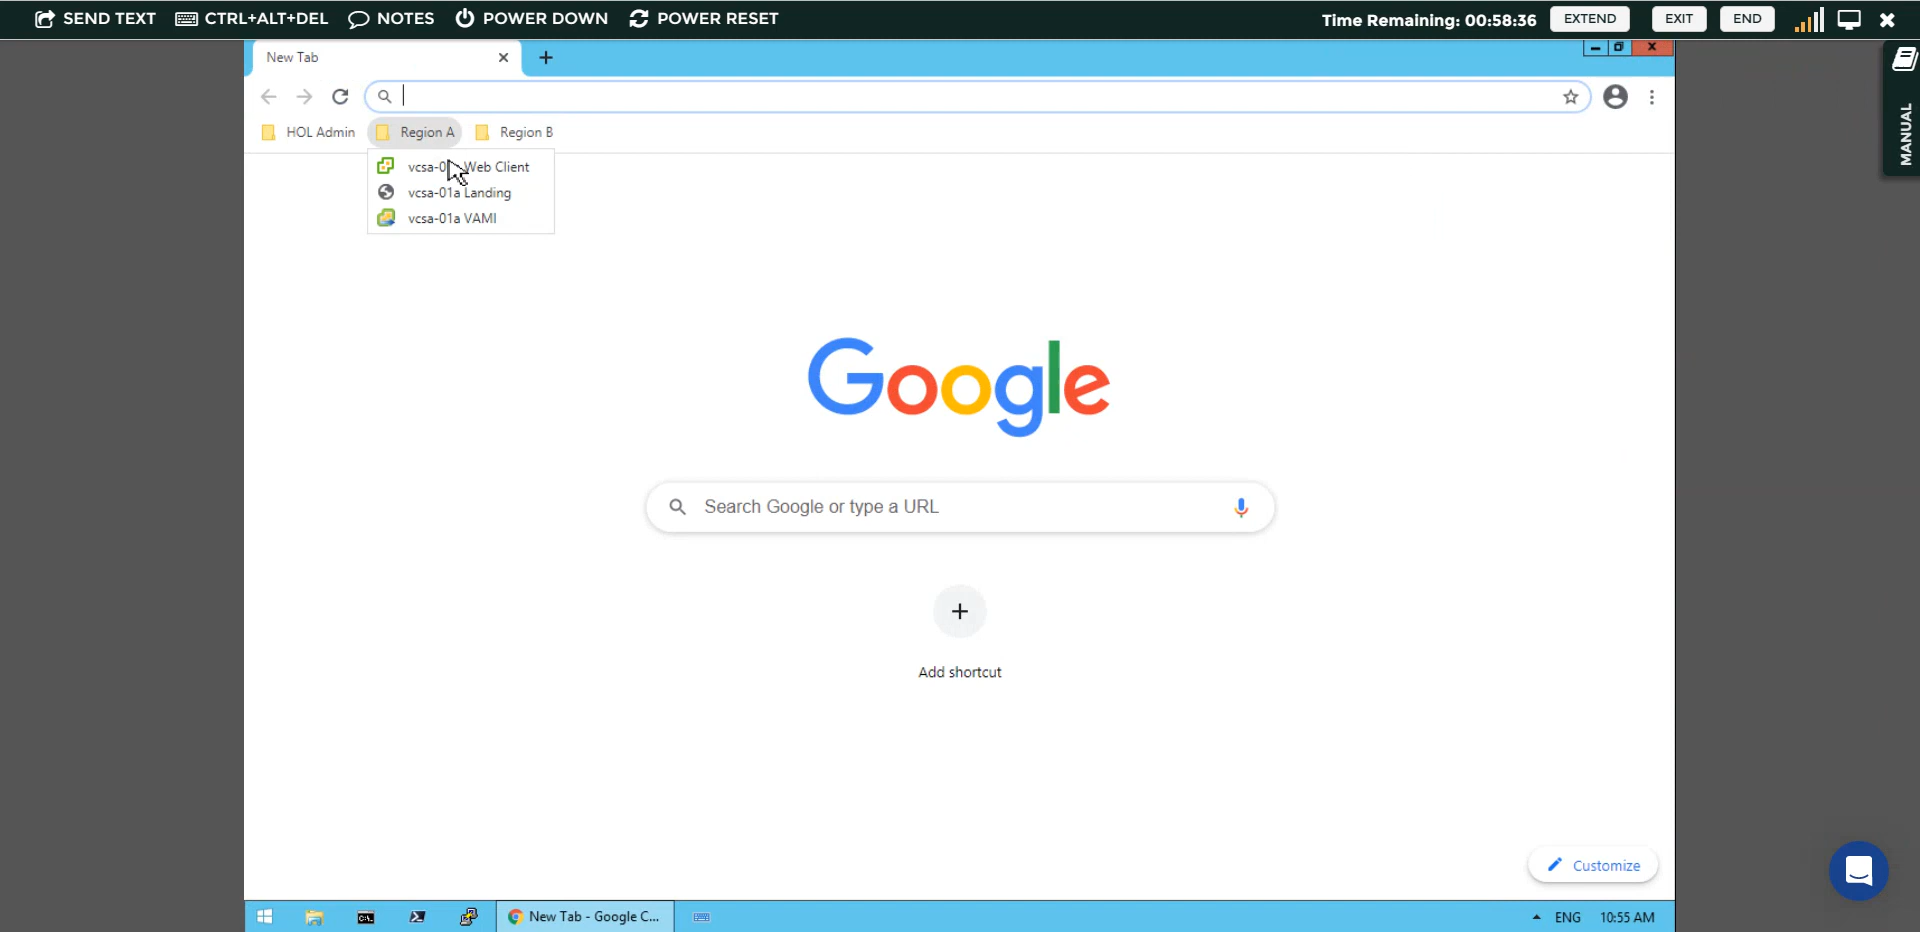 SEND TEXT CTRL+ALT+DEL NOTES POWER DOWN POWER RESET Time Remaining: 00:58:36 EXTEND EXIT END
New Tab
MANUAL
HOL Admin Region A Region B
Web Client
vcsa-01a Landing
vcsa-01a VAMI
Google
Search Google or type a URL
Add shortcut
Customize
New Tab - Google C... ENG 10:55 AM